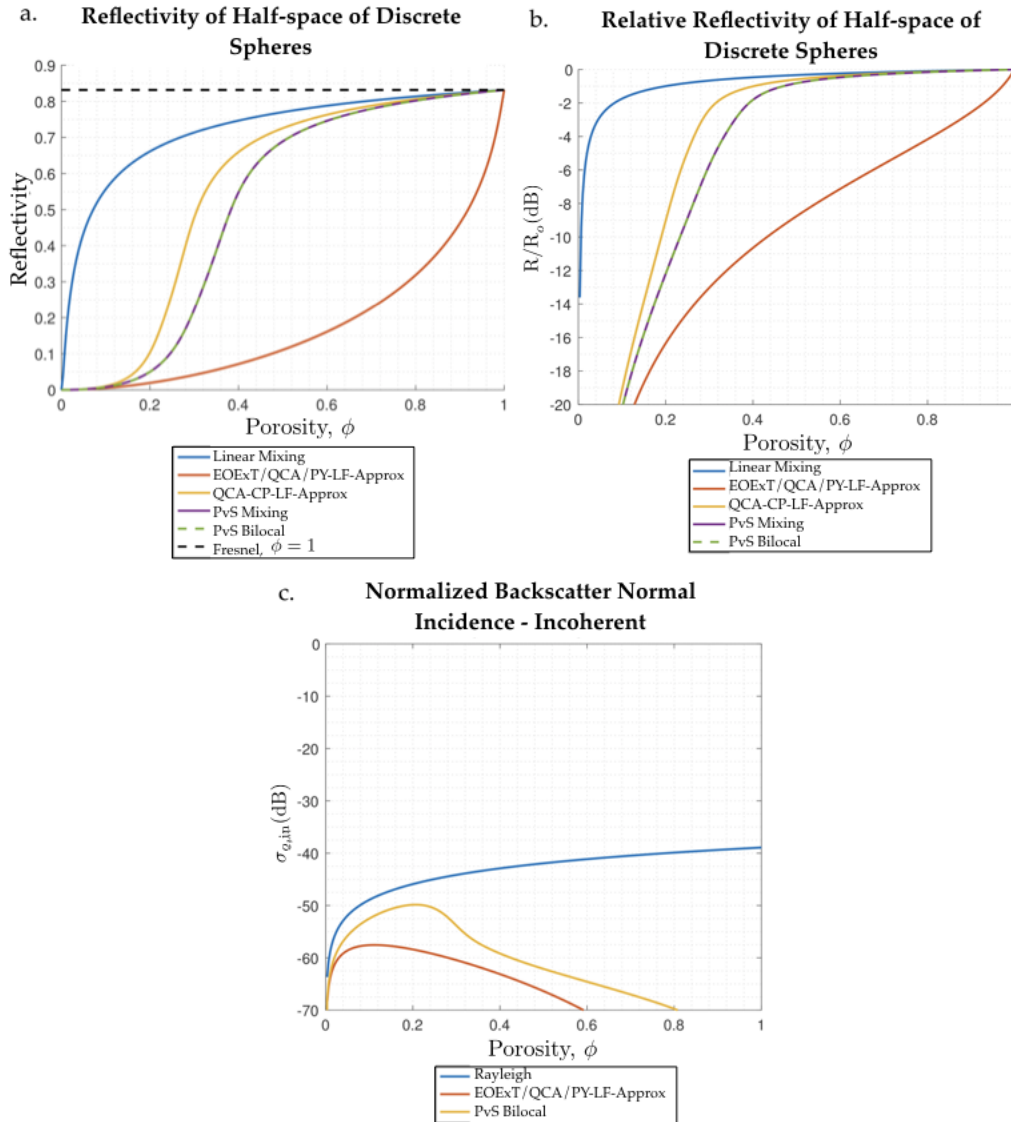 a.
Reflectivity of Half-space of Discrete
Spheres
0.9
0.8
0.7
0.6
0.5
0.4
0.3
0.2
0.1
0
Reflectivity
0
0.2
0.4
0.6
0.8
1
Porosity, ϕ
Linear Mixing
EOExT/QCA/PY-LF-Approx
QCA-CP-LF-Approx
PvS Mixing
PvS Bilocal
Fresnel, ϕ = 1
b.
Relative Reflectivity of Half-space of
Discrete Spheres
0
-2
-4
-6
-8
-10
-12
-14
-16
-18
-20
R/R_o(dB)
0
0.2
0.4
0.6
0.8
Porosity, ϕ
Linear Mixing
EOExT/QCA/PY-LF-Approx
QCA-CP-LF-Approx
PvS Mixing
PvS Bilocal
c.
Normalized Backscatter Normal
Incidence - Incoherent
0
-10
-20
-30
-40
-50
-60
-70
σ_Q,in(dB)
0
0.2
0.4
0.6
0.8
1
Porosity, ϕ
Rayleigh
EOExT/QCA/PY-LF-Approx
PvS Bilocal